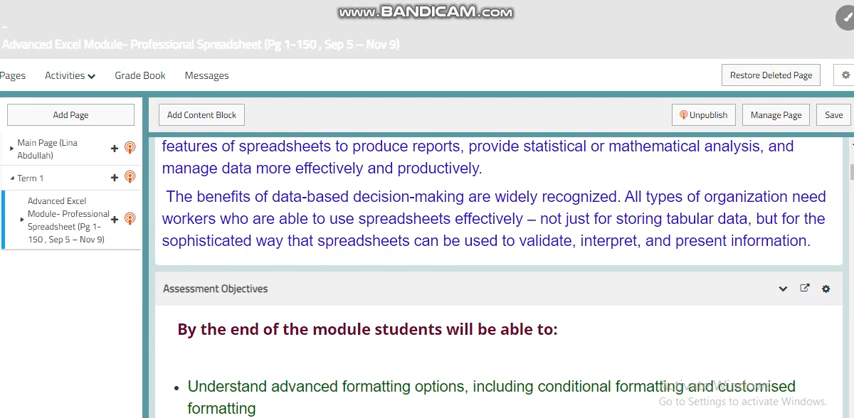 WWW.BANDICAM.COM
-
Advanced Excel Module- Professional Spreadsheet (Pg 1-150 , Sep 5 – Nov 9)
Pages
Activities
Grade Book
Messages
Restore Deleted Page
Add Page
Add Content Block
Unpublish
Manage Page
Save
Main Page (Lina
Abdullah)
Term 1
Advanced Excel
Module- Professional
Spreadsheet (Pg 1-
150 , Sep 5 – Nov 9)
features of spreadsheets to produce reports, provide statistical or mathematical analysis, and
manage data more effectively and productively.
The benefits of data-based decision-making are widely recognized. All types of organization need
workers who are able to use spreadsheets effectively – not just for storing tabular data, but for the
sophisticated way that spreadsheets can be used to validate, interpret, and present information.
Assessment Objectives
By the end of the module students will be able to:
• Understand advanced formatting options, including conditional formatting and customised
formatting
Activate Windows
Go to Settings to activate Windows.